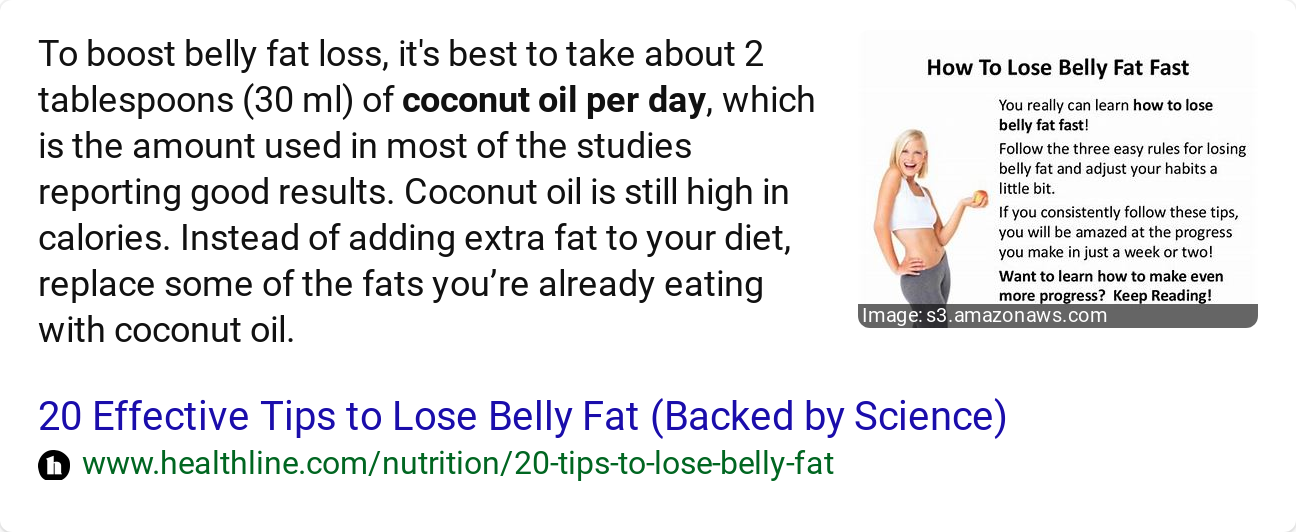 To boost belly fat loss, it's best to take about 2
tablespoons (30 ml) of coconut oil per day, which
is the amount used in most of the studies
reporting good results. Coconut oil is still high in
calories. Instead of adding extra fat to your diet,
replace some of the fats you’re already eating
with coconut oil.
How To Lose Belly Fat Fast
You really can learn how to lose
belly fat fast!
Follow the three easy rules for losing
belly fat and adjust your habits a
little bit.
If you consistently follow these tips,
you will be amazed at the progress
you make in just a week or two!
Want to learn how to make even
more progress? Keep Reading!
Image: s3.amazonaws.com
20 Effective Tips to Lose Belly Fat (Backed by Science)
h www.healthline.com/nutrition/20-tips-to-lose-belly-fat